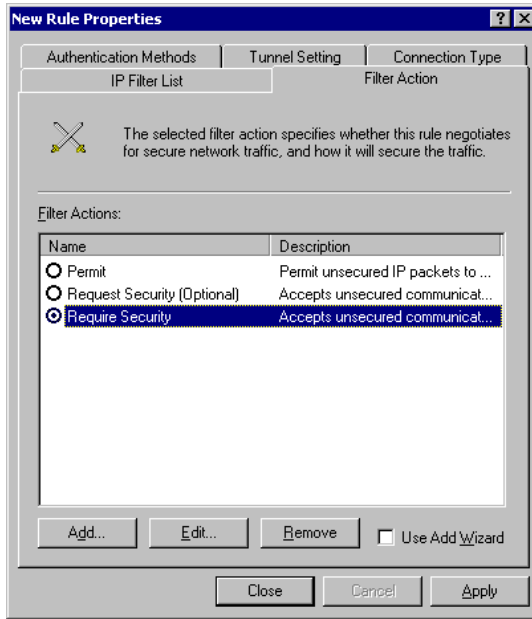 New Rule Properties
Authentication Methods Tunnel Setting Connection Type
IP Filter List Filter Action
The selected filter action specifies whether this rule negotiates
for secure network traffic, and how it will secure the traffic.
Filter Actions:
Name Description
Permit Permit unsecured IP packets to ...
Request Security (Optional) Accepts unsecured communicat...
Require Security Accepts unsecured communicat...
Add... Edit... Remove Use Add Wizard
Close Cancel Apply